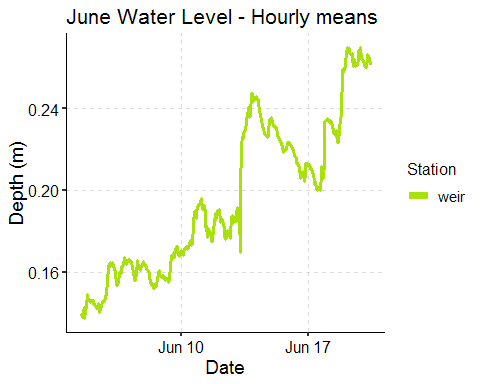 June Water Level - Hourly means
Depth (m)
0.24
0.20
0.16
Jun 10
Jun 17
Date
Station
weir